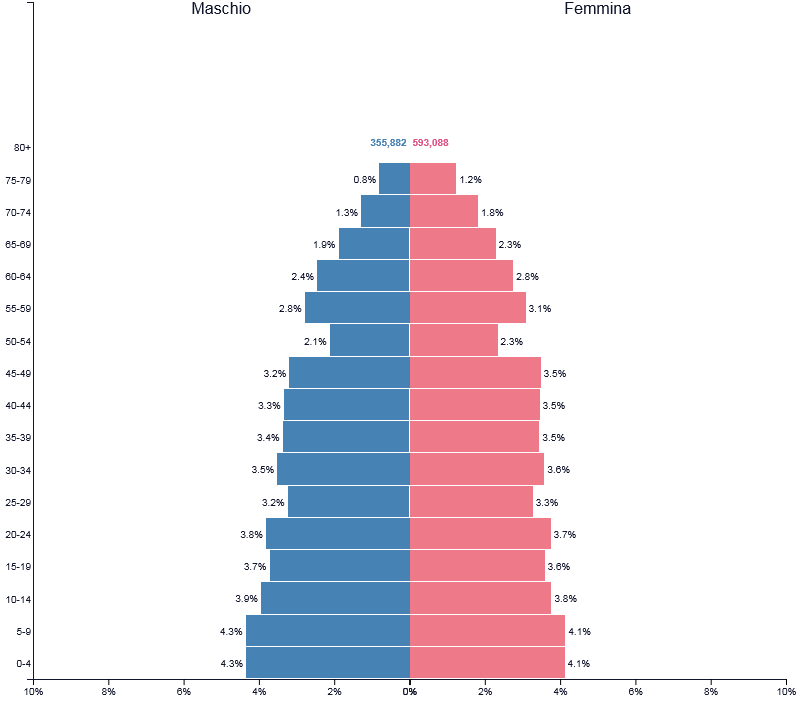 Maschio Femmina
80+ 355,882 593,088
75-79 0.8% 1.2%
70-74 1.3% 1.8%
65-69 1.9% 2.3%
60-64 2.4% 2.8%
55-59 2.8% 3.1%
50-54 2.1% 2.3%
45-49 3.2% 3.5%
40-44 3.3% 3.5%
35-39 3.4% 3.5%
30-34 3.5% 3.6%
25-29 3.2% 3.3%
20-24 3.8% 3.7%
15-19 3.7% 3.6%
10-14 3.9% 3.8%
5-9 4.3% 4.1%
0-4 4.3% 4.1%
10% 8% 6% 4% 2% 0% 2% 4% 6% 8% 10%